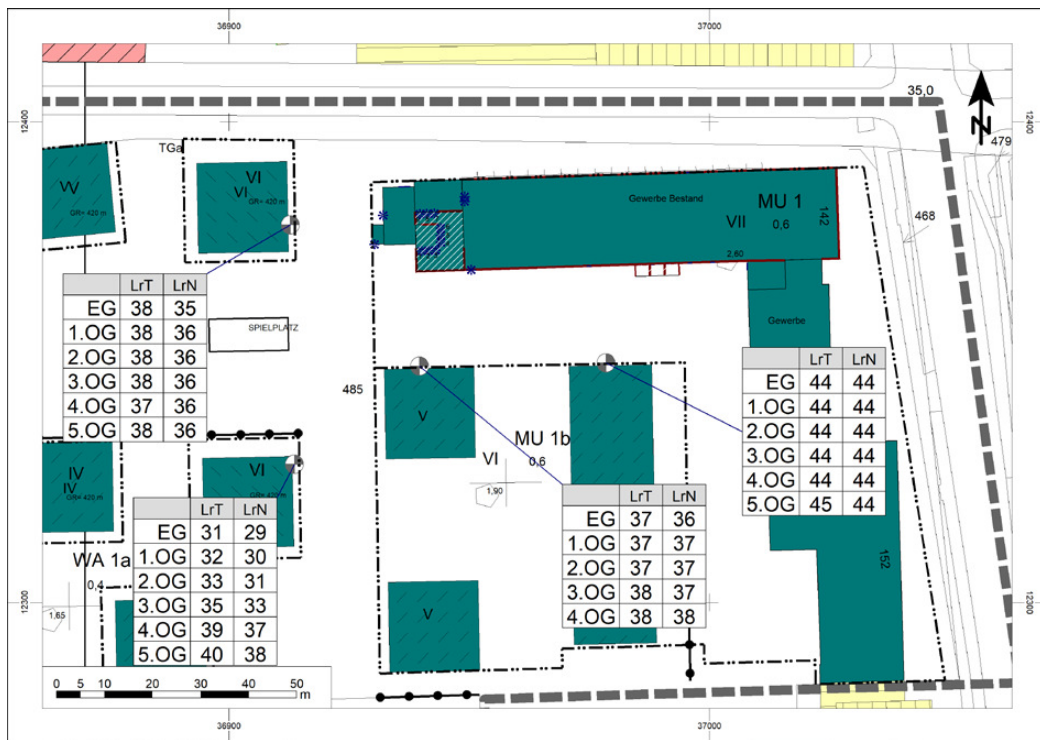 36900
37000
12400
35,0
12400
TGa
VI
VI
GR= 420 m
GR= 420 m
479
Gewerbe Bestand
MU 1
VII
0,6
142
468
2,80
LrT LrN
EG 38 35
1.OG 38 36
2.OG 38 36
3.OG 38 36
4.OG 37 36
5.OG 38 36
SPIELPLATZ
Gewerbe
485
LrT LrN
EG 44 44
1.OG 44 44
2.OG 44 44
3.OG 44 44
4.OG 44 44
5.OG 45 44
V
MU 1b
VI
0,6
1,90
IV
IV
GR= 420 m
VI
GR= 420 m
LrT LrN
EG 31 29
1.OG 32 30
2.OG 33 31
3.OG 35 33
4.OG 39 37
5.OG 40 38
LrT LrN
EG 37 36
1.OG 37 37
2.OG 37 37
3.OG 38 37
4.OG 38 38
152
WA 1a
0,4
1,65
12300
12300
V
0 5 10 20 30 40 50
m
36900
37000
N